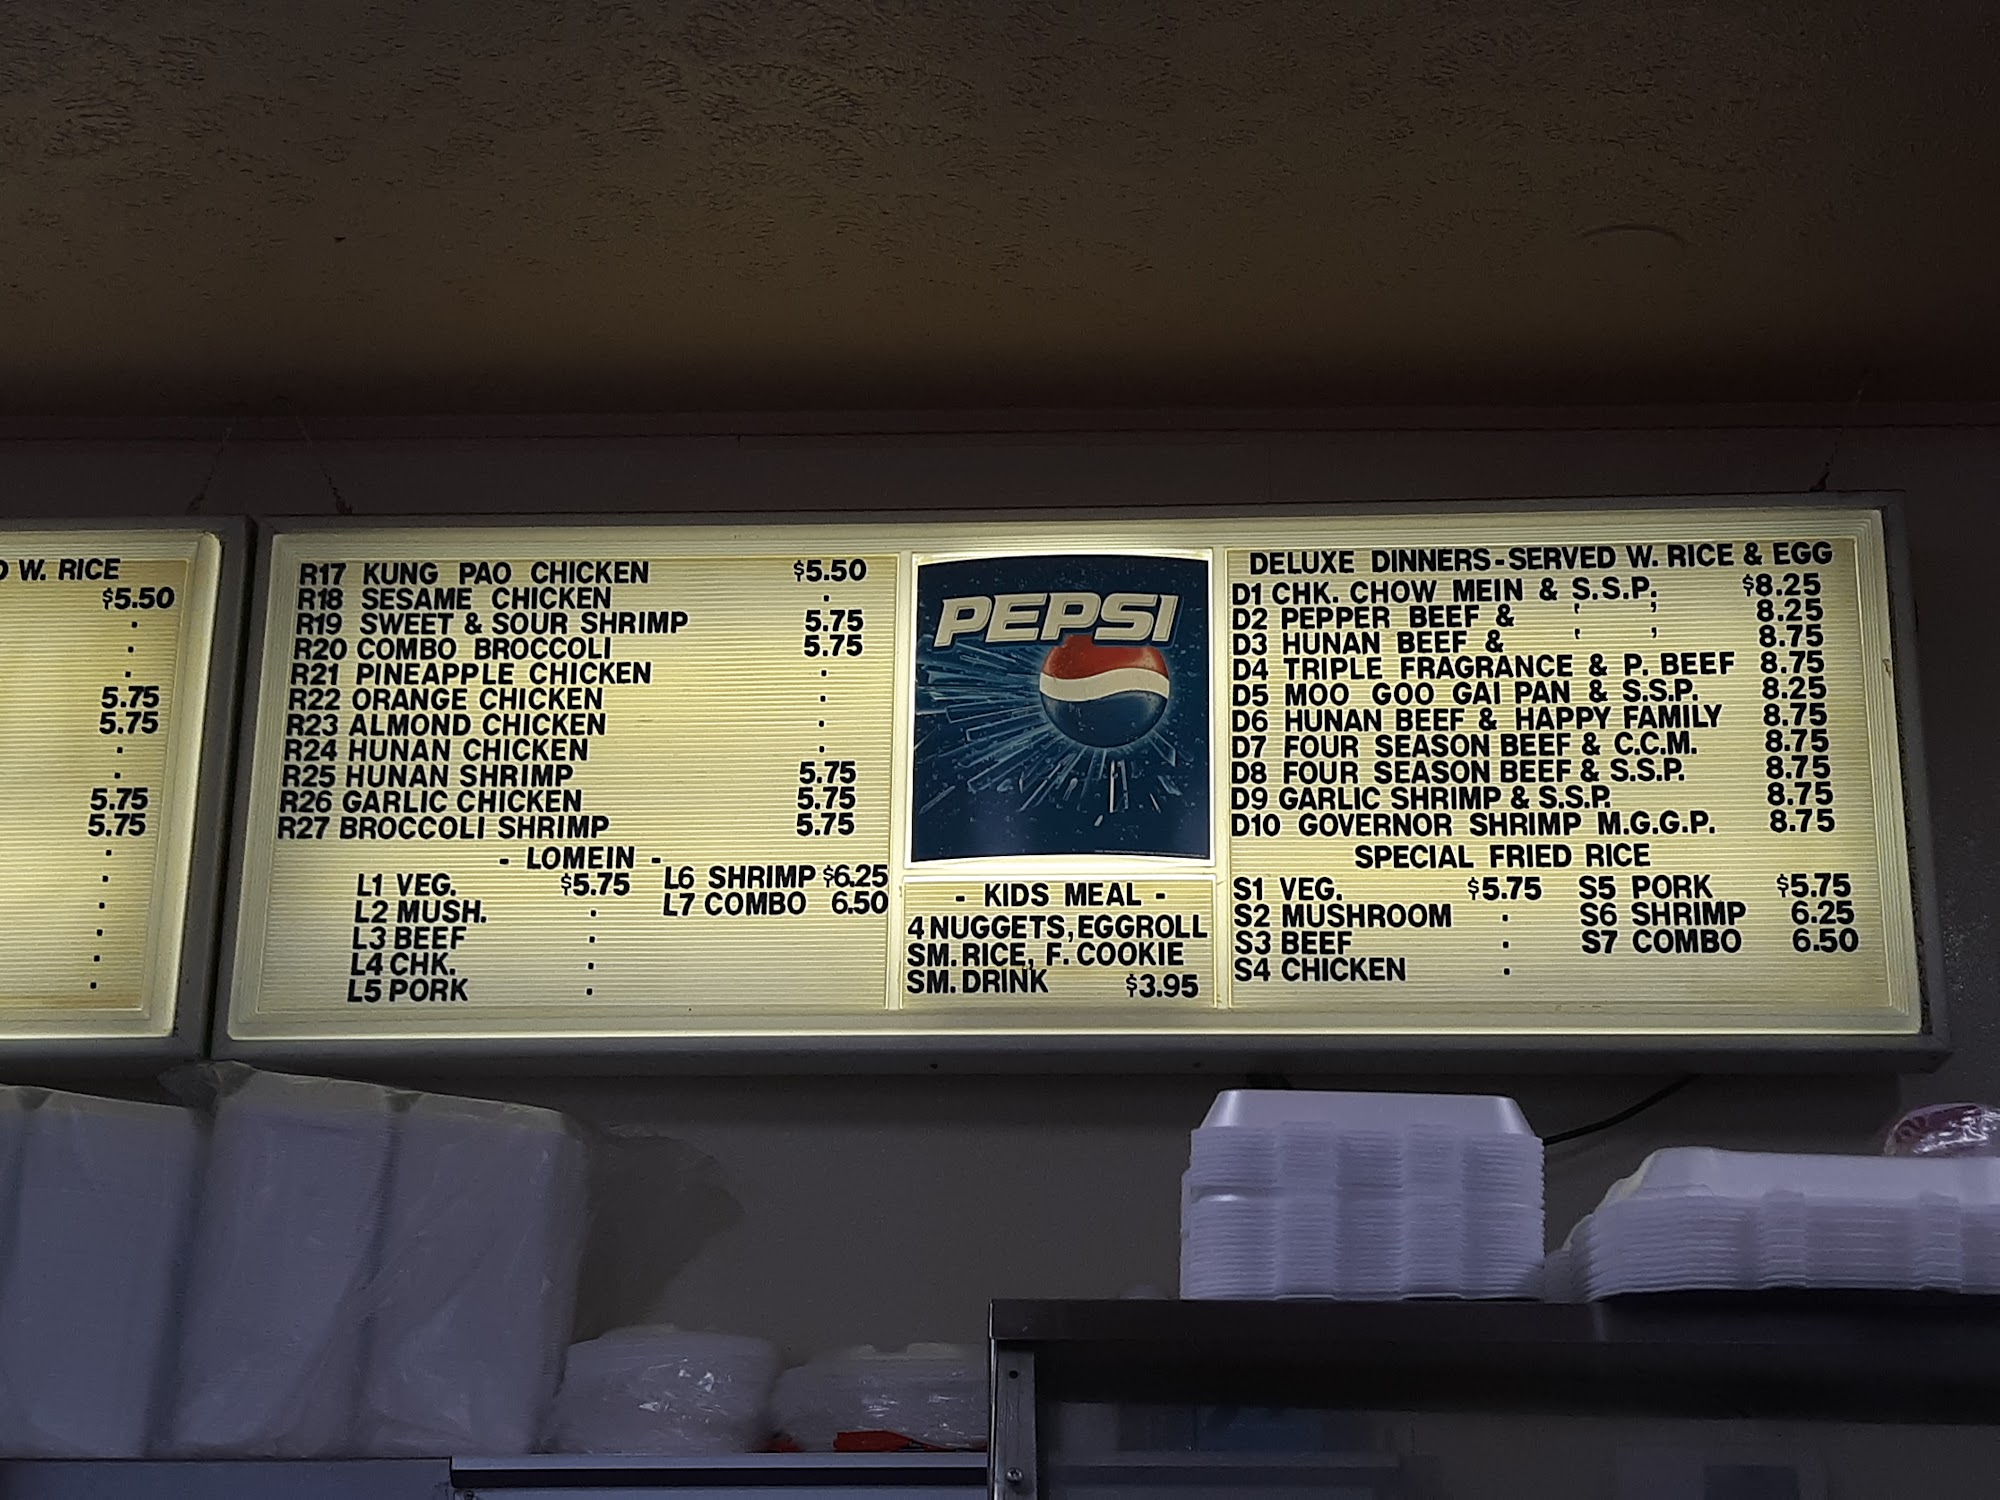 W. RICE
$5.50
.
.
.
5.75
5.75
.
.
5.75
5.75
.
.
.
.
.
.
R17 KUNG PAO CHICKEN $5.50
R18 SESAME CHICKEN .
R19 SWEET & SOUR SHRIMP 5.75
R20 COMBO BROCCOLI 5.75
R21 PINEAPPLE CHICKEN .
R22 ORANGE CHICKEN .
R23 ALMOND CHICKEN .
R24 HUNAN CHICKEN .
R25 HUNAN SHRIMP 5.75
R26 GARLIC CHICKEN 5.75
R27 BROCCOLI SHRIMP 5.75
- LOMEIN -
L1 VEG. $5.75
L2 MUSH. .
L3 BEEF .
L4 CHK. .
L5 PORK .
L6 SHRIMP $6.25
L7 COMBO 6.50
PEPSI
- KIDS MEAL -
4 NUGGETS, EGGROLL
SM. RICE, F. COOKIE
SM. DRINK $3.95
DELUXE DINNERS - SERVED W. RICE & EGG
D1 CHK. CHOW MEIN & S.S.P. $8.25
D2 PEPPER BEEF & ' ' 8.25
D3 HUNAN BEEF & ' ' 8.75
D4 TRIPLE FRAGRANCE & P. BEEF 8.75
D5 MOO GOO GAI PAN & S.S.P. 8.25
D6 HUNAN BEEF & HAPPY FAMILY 8.75
D7 FOUR SEASON BEEF & C.C.M. 8.75
D8 FOUR SEASON BEEF & S.S.P. 8.75
D9 GARLIC SHRIMP & S.S.P. 8.75
D10 GOVERNOR SHRIMP M.G.G.P. 8.75
SPECIAL FRIED RICE
S1 VEG. $5.75
S2 MUSHROOM .
S3 BEEF .
S4 CHICKEN .
S5 PORK $5.75
S6 SHRIMP 6.25
S7 COMBO 6.50